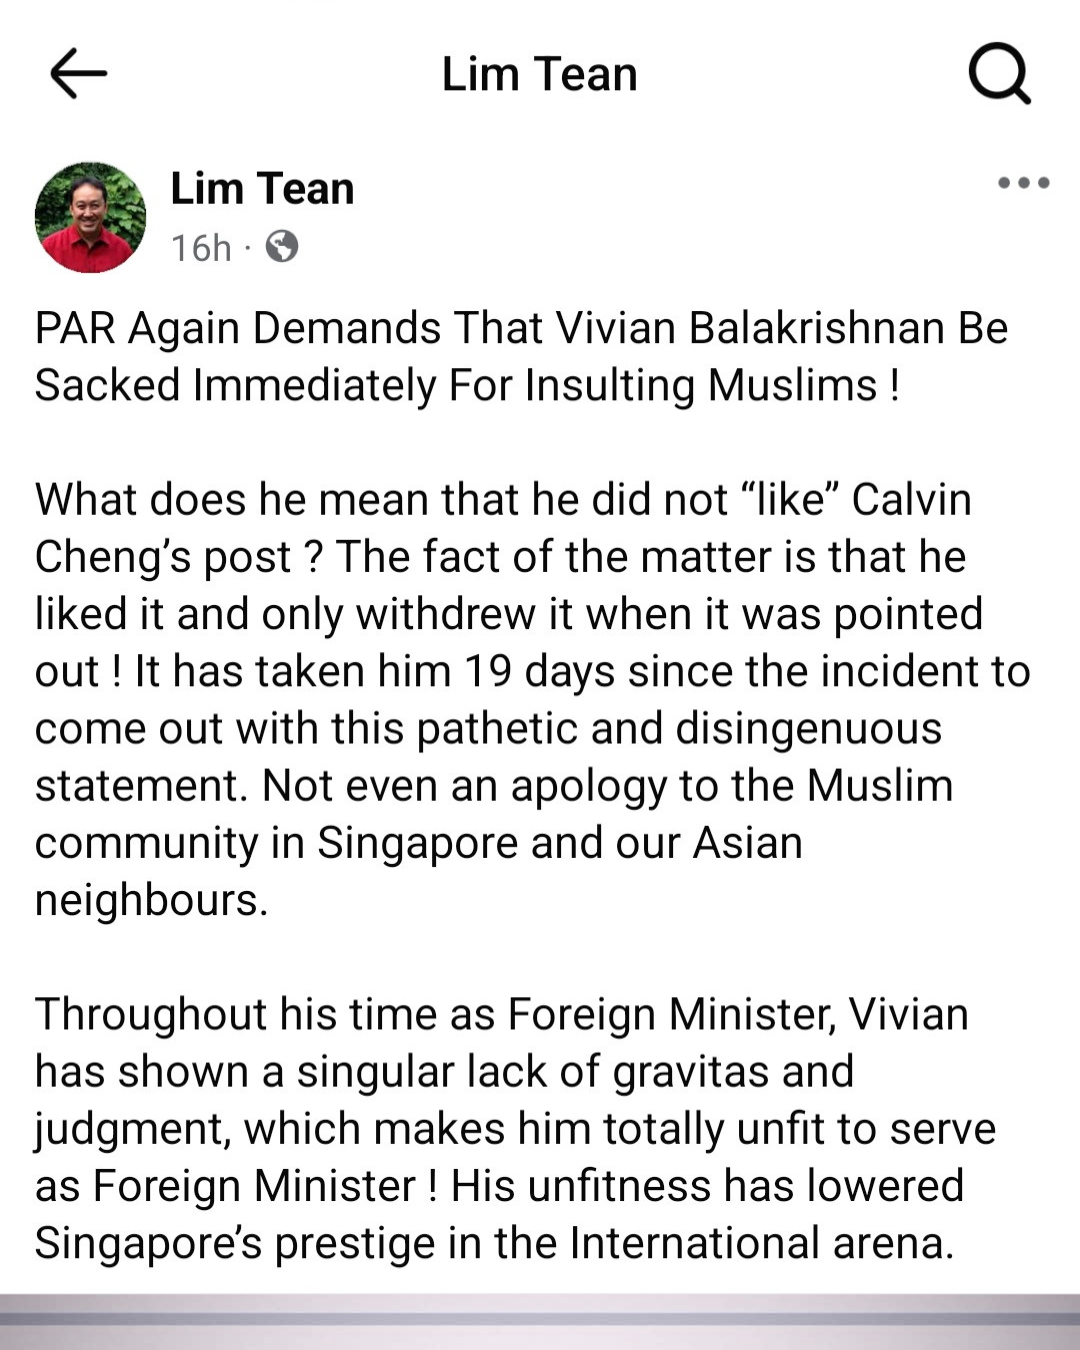 Lim Tean
Lim Tean
16h ·
PAR Again Demands That Vivian Balakrishnan Be
Sacked Immediately For Insulting Muslims !
What does he mean that he did not “like” Calvin
Cheng’s post ? The fact of the matter is that he
liked it and only withdrew it when it was pointed
out ! It has taken him 19 days since the incident to
come out with this pathetic and disingenuous
statement. Not even an apology to the Muslim
community in Singapore and our Asian
neighbours.
Throughout his time as Foreign Minister, Vivian
has shown a singular lack of gravitas and
judgment, which makes him totally unfit to serve
as Foreign Minister ! His unfitness has lowered
Singapore’s prestige in the International arena.